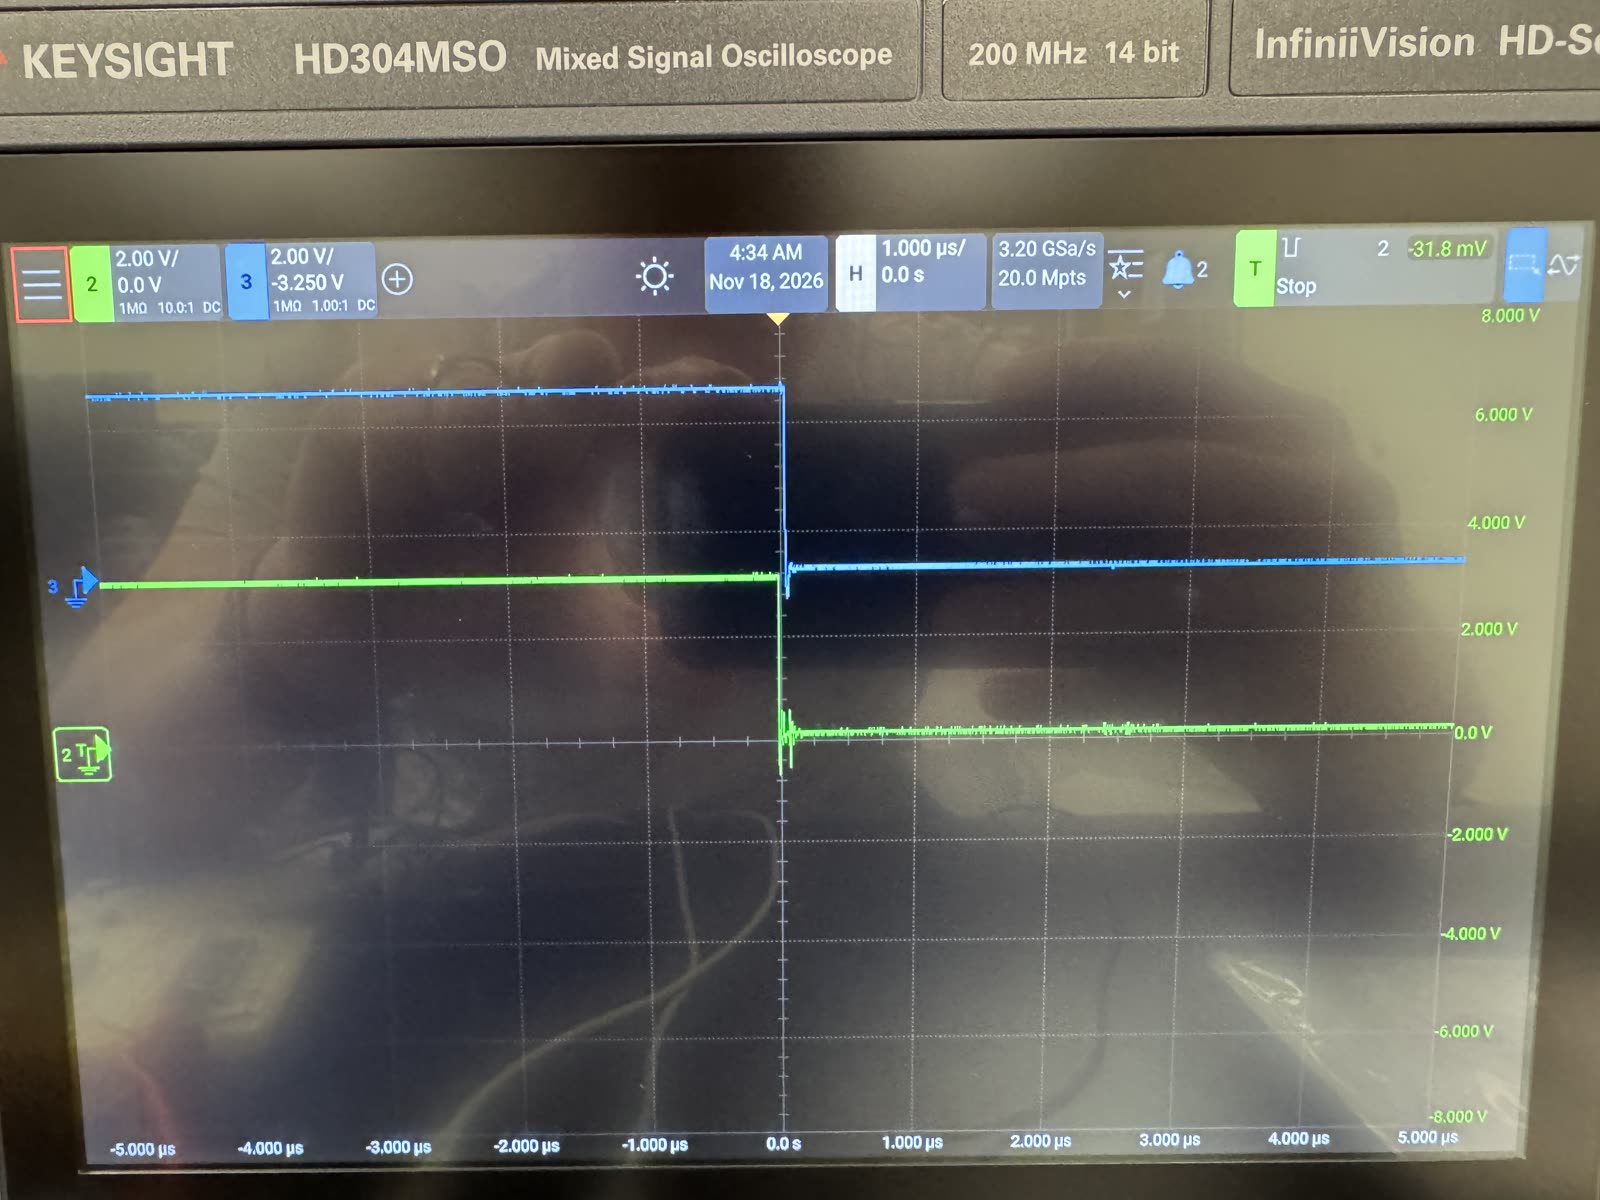 KEYSIGHT HD304MSO Mixed Signal Oscilloscope 200 MHz 14 bit InfiniiVision
2 2.00 V/
0.0 V
1MΩ 10.0:1 DC
3 2.00 V/
-3.250 V
1MΩ 1.00:1 DC
4:34 AM
Nov 18, 2026
H 1.000 µs/
0.0 s
3.20 GSa/s
20.0 Mpts
2
T 2 -31.8 mV
Stop
8.000 V
6.000 V
4.000 V
3
2.000 V
2 T
0.0 V
-2.000 V
-4.000 V
-6.000 V
-8.000 V
-5.000 µs -4.000 µs -3.000 µs -2.000 µs -1.000 µs 0.0 s 1.000 µs 2.000 µs 3.000 µs 4.000 µs 5.000 µs